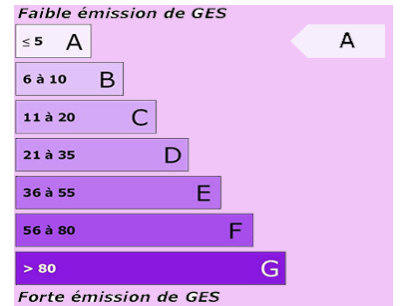 Faible émission de GES
≤ 5 A
A
6 à 10 B
11 à 20 C
21 à 35 D
36 à 55 E
56 à 80 F
> 80 G
Forte émission de GES